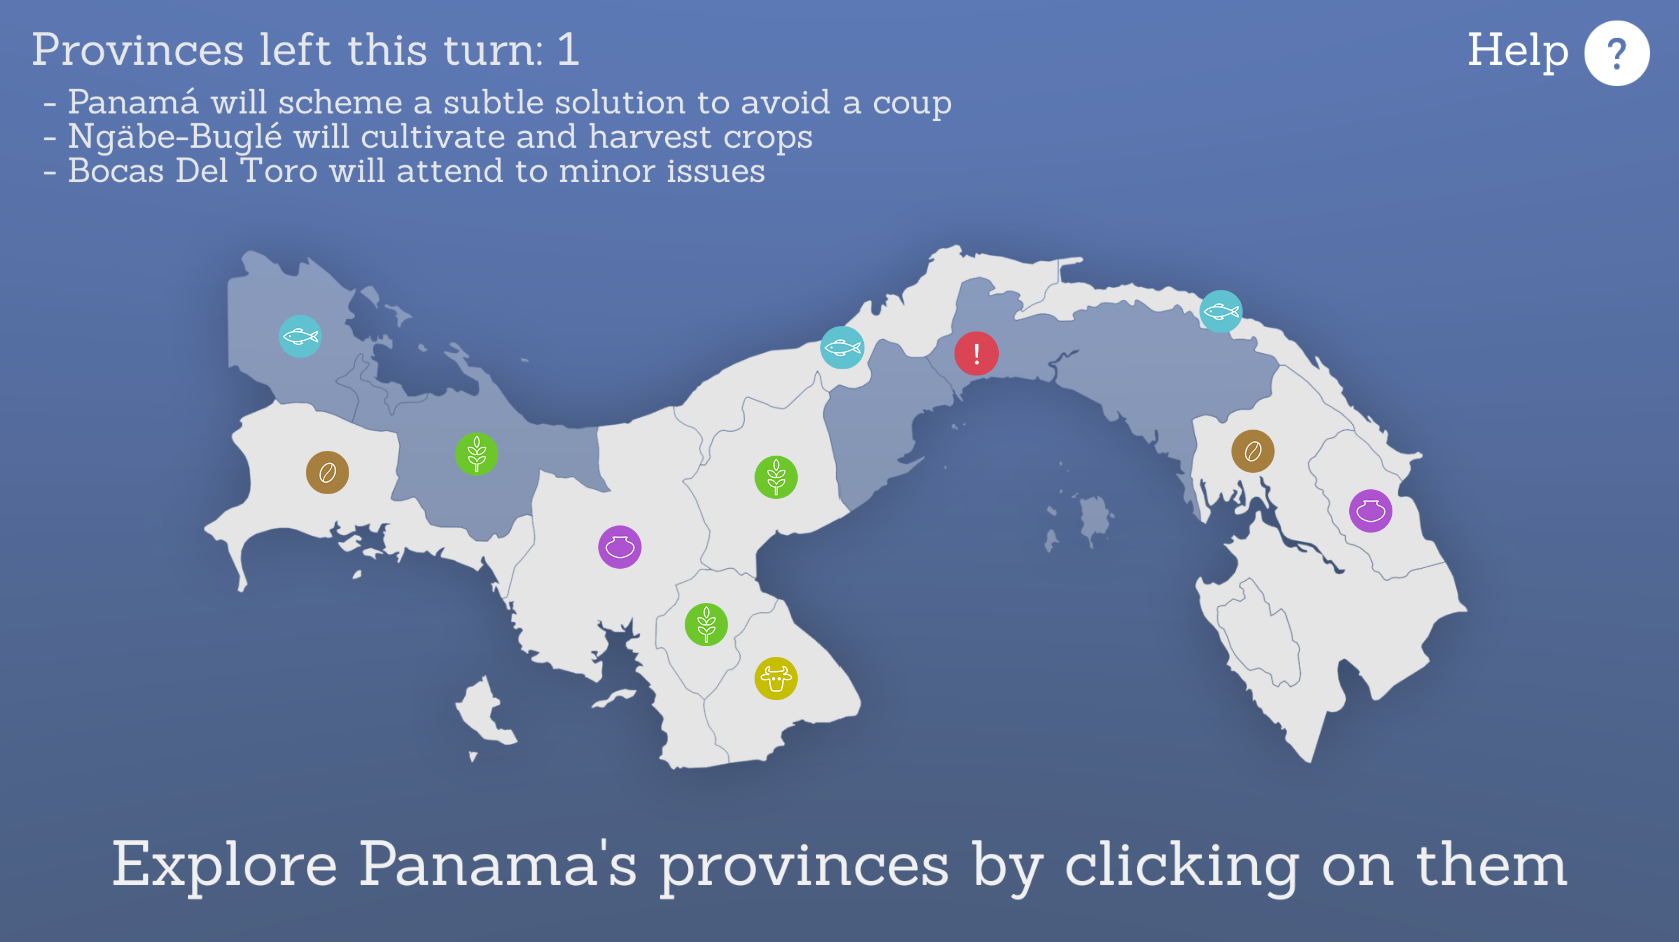 Provinces left this turn: 1
Help ?
- Panamá will scheme a subtle solution to avoid a coup
- Ngäbe-Buglé will cultivate and harvest crops
- Bocas Del Toro will attend to minor issues
!
Explore Panama's provinces by clicking on them